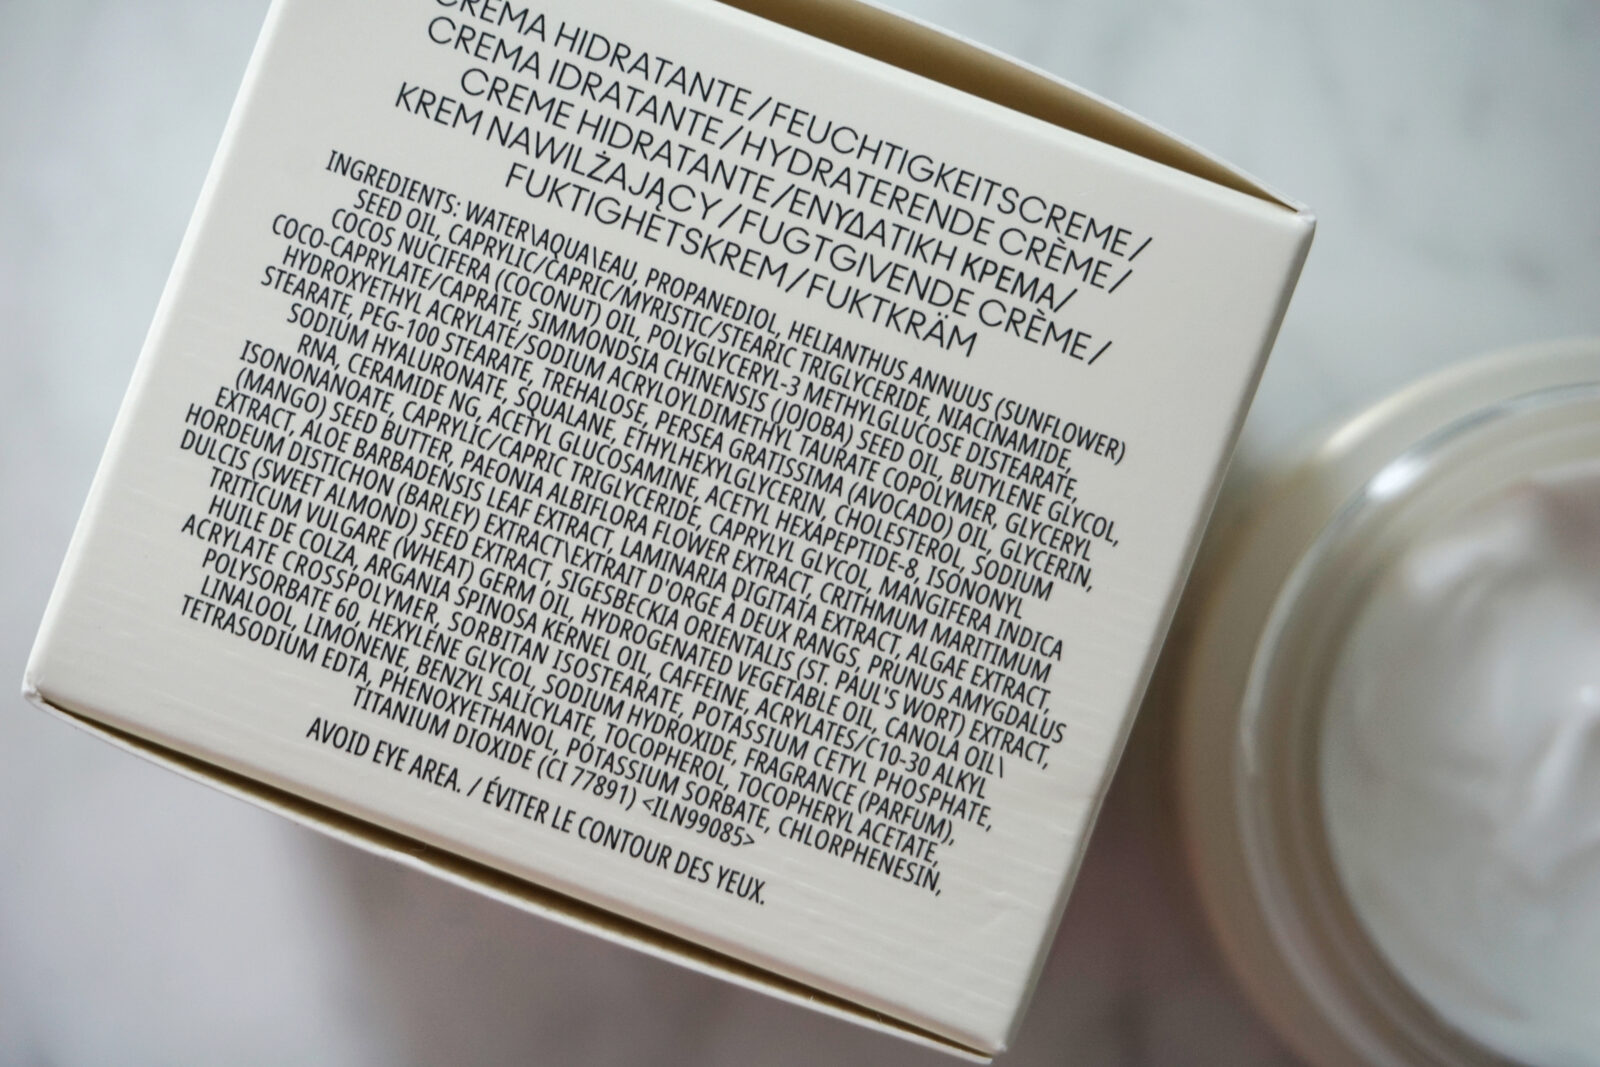 CREMA HIDRATANTE/FEUCHTIGKEITSCREME/
CREMA IDRATANTE/HYDRATERENDE CRÈME/
CREME HIDRATANTE/ΕΝΥΔΑΤΙΚΗ ΚΡΕΜΑ/
KREM NAWILŻAJĄCY/FUGTGIVENDE CRÈME/
FUKTIGHETSKREM/FUKTKRÄM
INGREDIENTS: WATER\AQUA\EAU, PROPANEDIOL, HELIANTHUS ANNUUS (SUNFLOWER)
SEED OIL, CAPRYLIC/CAPRIC/MYRISTIC/STEARIC TRIGLYCERIDE, NIACINAMIDE,
COCOS NUCIFERA (COCONUT) OIL, POLYGLYCERYL-3 METHYLGLUCOSE DISTEARATE,
COCO-CAPRYLATE/CAPRATE, SIMMONDSIA CHINENSIS (JOJOBA) SEED OIL, BUTYLENE GLYCOL,
HYDROXYETHYL ACRYLATE/SODIUM ACRYLOYLDIMETHYL TAURATE COPOLYMER, GLYCERYL
STEARATE, PEG-100 STEARATE, TREHALOSE, PERSEA GRATISSIMA (AVOCADO) OIL, GLYCERIN,
SODIUM HYALURONATE, SQUALANE, ETHYLHEXYLGLYCERIN, CHOLESTEROL, SODIUM
RNA, CERAMIDE NG, ACETYL GLUCOSAMINE, ACETYL HEXAPEPTIDE-8, ISONONYL
ISONONANOATE, CAPRYLIC/CAPRIC TRIGLYCERIDE, CAPRYLYL GLYCOL, MANGIFERA INDICA
(MANGO) SEED BUTTER, PAEONIA ALBIFLORA FLOWER EXTRACT, CRITHMUM MARITIMUM
EXTRACT, ALOE BARBADENSIS LEAF EXTRACT, LAMINARIA DIGITATA EXTRACT, ALGAE EXTRACT,
HORDEUM DISTICHON (BARLEY) EXTRACT\EXTRAIT D'ORGE À DEUX RANGS, PRUNUS AMYGDALUS
DULCIS (SWEET ALMOND) SEED EXTRACT, SIGESBECKIA ORIENTALIS (ST. PAUL'S WORT) EXTRACT,
TRITICUM VULGARE (WHEAT) GERM OIL, HYDROGENATED VEGETABLE OIL, CANOLA OIL\
HUILE DE COLZA, ARGANIA SPINOSA KERNEL OIL, CAFFEINE, ACRYLATES/C10-30 ALKYL
ACRYLATE CROSSPOLYMER, SORBITAN ISOSTEARATE, POTASSIUM CETYL PHOSPHATE,
POLYSORBATE 60, HEXYLENE GLYCOL, SODIUM HYDROXIDE, FRAGRANCE (PARFUM),
LINALOOL, LIMONENE, BENZYL SALICYLATE, TOCOPHEROL, TOCOPHERYL ACETATE,
TETRASODIUM EDTA, PHENOXYETHANOL, POTASSIUM SORBATE, CHLORPHENESIN,
TITANIUM DIOXIDE (CI 77891) <ILN99085>
AVOID EYE AREA. / ÉVITER LE CONTOUR DES YEUX.